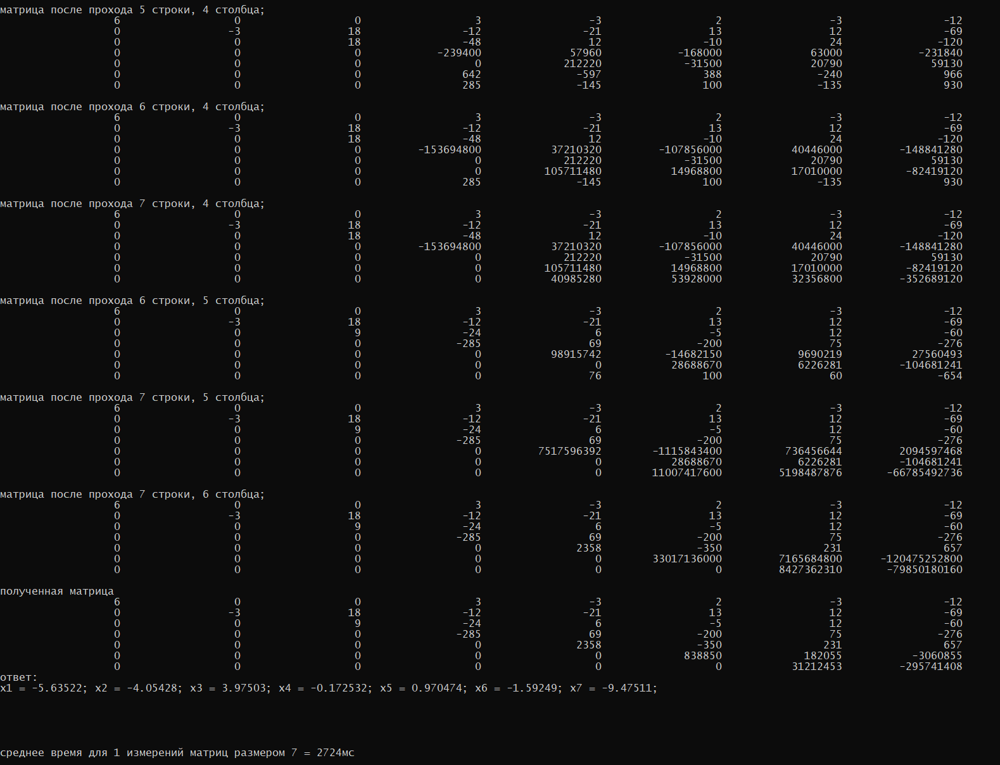 матрица после прохода 5 строки, 4 столбца;
6 0 0 3 -3 2 -3 -12
0 -3 18 -12 -21 13 12 -69
0 0 18 -48 12 -10 24 -120
0 0 0 -239400 57960 -168000 63000 -231840
0 0 0 0 212220 -31500 20790 59130
0 0 0 642 -597 388 -240 966
0 0 0 285 -145 100 -135 930
матрица после прохода 6 строки, 4 столбца;
6 0 0 3 -3 2 -3 -12
0 -3 18 -12 -21 13 12 -69
0 0 18 -48 12 -10 24 -120
0 0 0 -153694800 37210320 -107856000 40446000 -148841280
0 0 0 0 212220 -31500 20790 59130
0 0 0 0 105711480 14968800 17010000 -82419120
0 0 0 285 -145 100 -135 930
матрица после прохода 7 строки, 4 столбца;
6 0 0 3 -3 2 -3 -12
0 -3 18 -12 -21 13 12 -69
0 0 18 -48 12 -10 24 -120
0 0 0 -153694800 37210320 -107856000 40446000 -148841280
0 0 0 0 212220 -31500 20790 59130
0 0 0 0 105711480 14968800 17010000 -82419120
0 0 0 0 40985280 53928000 32356800 -352689120
матрица после прохода 6 строки, 5 столбца;
6 0 0 3 -3 2 -3 -12
0 -3 18 -12 -21 13 12 -69
0 0 9 -24 6 -5 12 -60
0 0 0 -285 69 -200 75 -276
0 0 0 0 98915742 -14682150 9690219 27560493
0 0 0 0 0 28688670 6226281 -104681241
0 0 0 0 76 100 60 -654
матрица после прохода 7 строки, 5 столбца;
6 0 0 3 -3 2 -3 -12
0 -3 18 -12 -21 13 12 -69
0 0 9 -24 6 -5 12 -60
0 0 0 -285 69 -200 75 -276
0 0 0 0 7517596392 -1115843400 736456644 2094597468
0 0 0 0 0 28688670 6226281 -104681241
0 0 0 0 0 11007417600 5198487876 -66785492736
матрица после прохода 7 строки, 6 столбца;
6 0 0 3 -3 2 -3 -12
0 -3 18 -12 -21 13 12 -69
0 0 9 -24 6 -5 12 -60
0 0 0 -285 69 -200 75 -276
0 0 0 0 2358 -350 231 657
0 0 0 0 0 33017136000 7165684800 -120475252800
0 0 0 0 0 0 8427362310 -79850180160
полученная матрица
6 0 0 3 -3 2 -3 -12
0 -3 18 -12 -21 13 12 -69
0 0 9 -24 6 -5 12 -60
0 0 0 -285 69 -200 75 -276
0 0 0 0 2358 -350 231 657
0 0 0 0 0 838850 182055 -3060855
0 0 0 0 0 0 31212453 -295741408
ответ:
x1 = -5.63522; x2 = -4.05428; x3 = 3.97503; x4 = -0.172532; x5 = 0.970474; x6 = -1.59249; x7 = -9.47511;
среднее время для 1 измерений матриц размером 7 = 2724мс